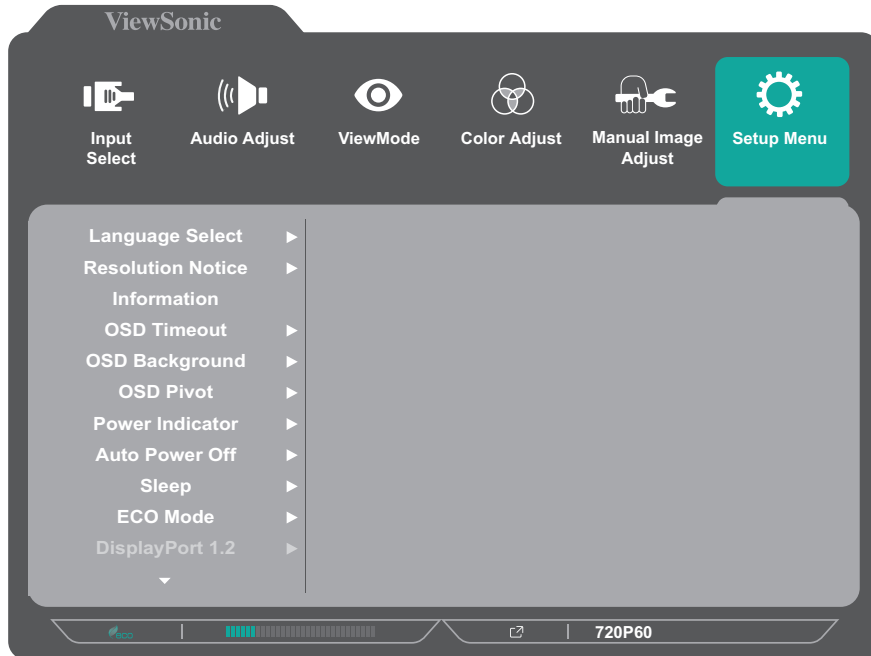 ViewSonic
Input Select
Audio Adjust
ViewMode
Color Adjust
Manual Image Adjust
Setup Menu
Language Select
Resolution Notice
Information
OSD Timeout
OSD Background
OSD Pivot
Power Indicator
Auto Power Off
Sleep
ECO Mode
DisplayPort 1.2
eco
720P60